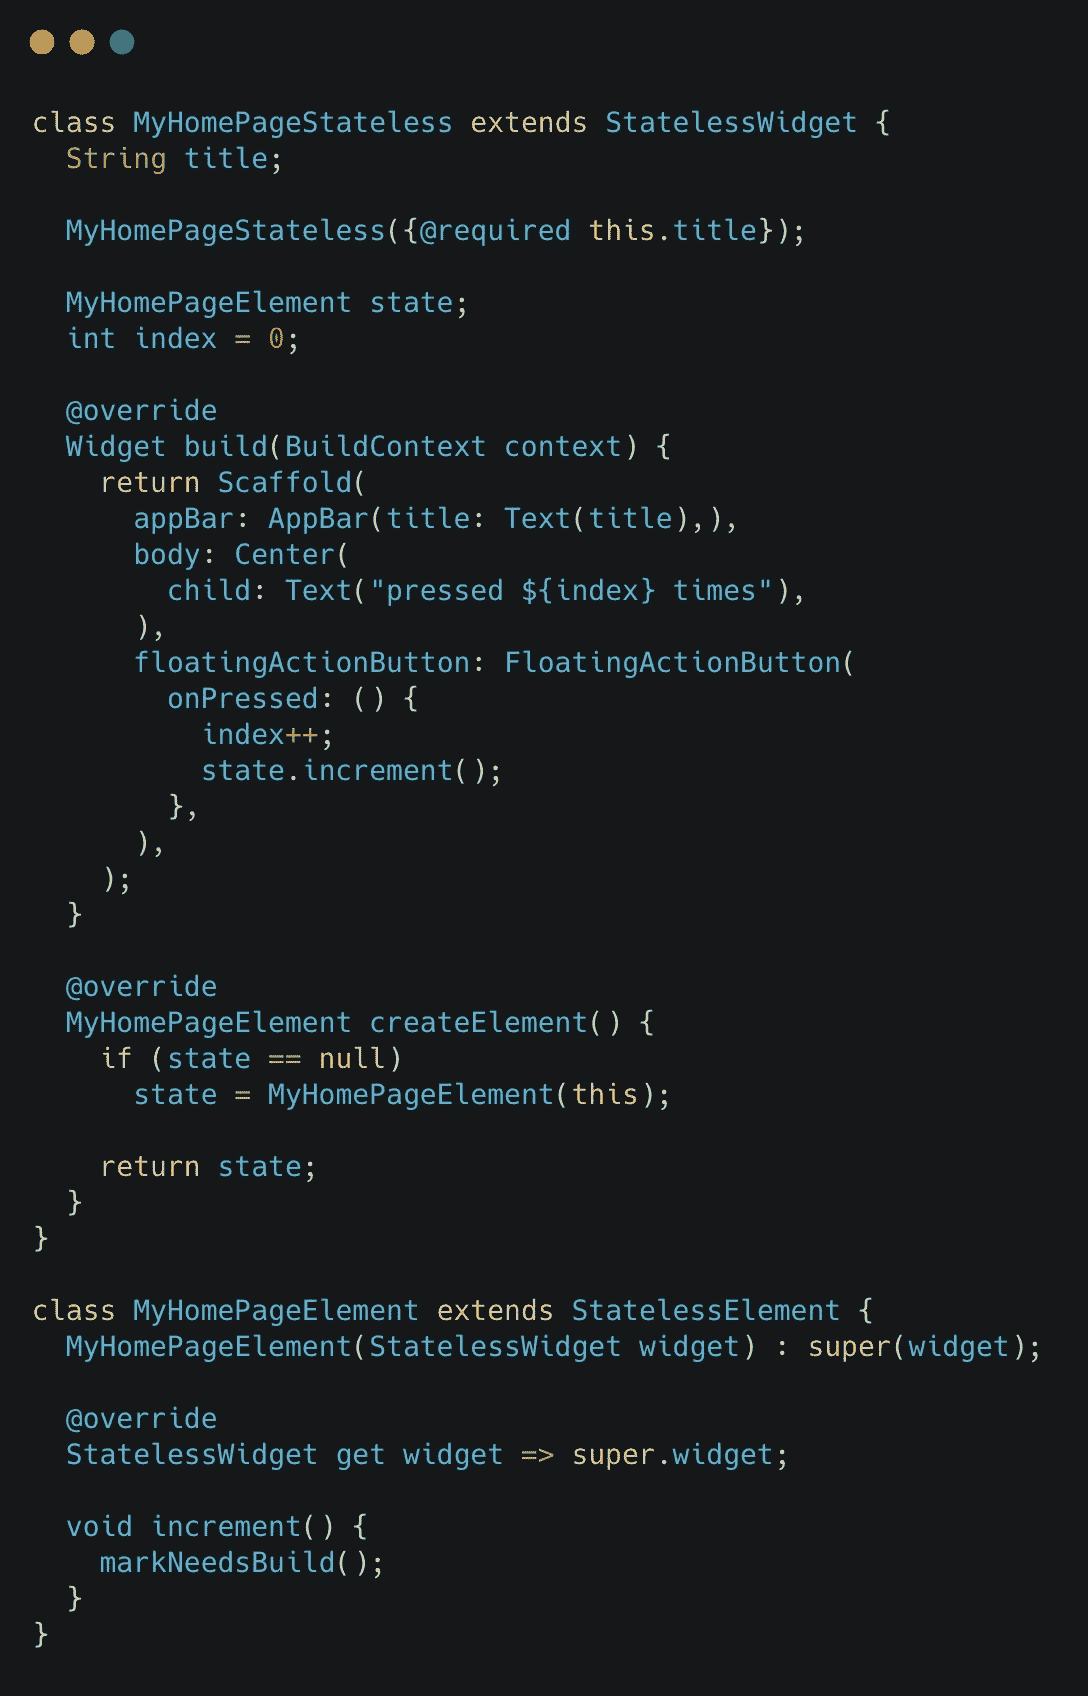 class MyHomePageStateless extends StatelessWidget {
  String title;

  MyHomePageStateless({@required this.title});

  MyHomePageElement state;
  int index = 0;

  @override
  Widget build(BuildContext context) {
    return Scaffold(
      appBar: AppBar(title: Text(title),),
      body: Center(
        child: Text("pressed ${index} times"),
      ),
      floatingActionButton: FloatingActionButton(
        onPressed: () {
          index++;
          state.increment();
        },
      ),
    );
  }

  @override
  MyHomePageElement createElement() {
    if (state == null)
      state = MyHomePageElement(this);

    return state;
  }
}

class MyHomePageElement extends StatelessElement {
  MyHomePageElement(StatelessWidget widget) : super(widget);

  @override
  StatelessWidget get widget => super.widget;

  void increment() {
    markNeedsBuild();
  }
}